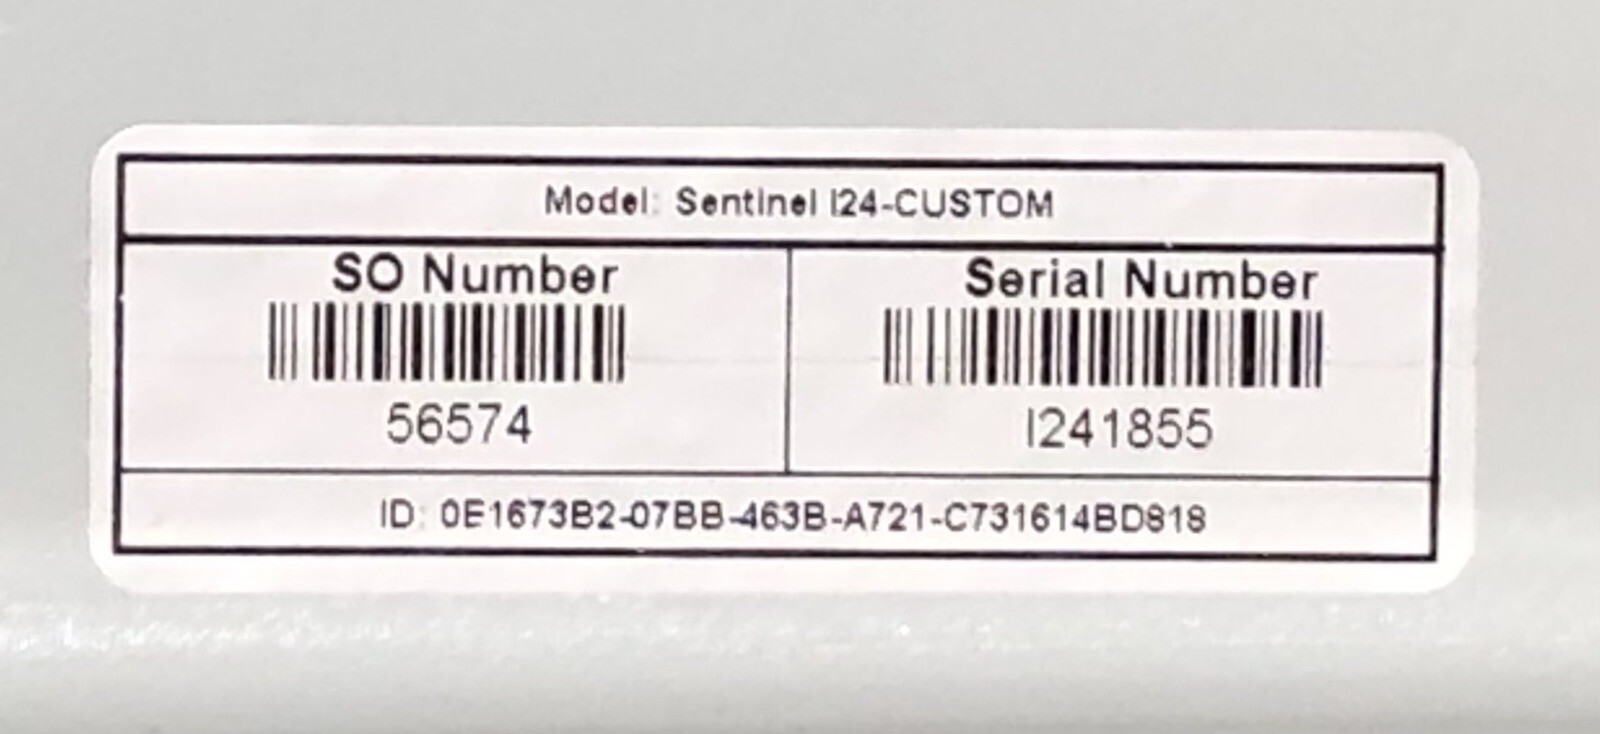 Model: Sentinel I24-CUSTOM
SO Number
56574
Serial Number
I241855
ID: 0E1673B2-07BB-463B-A721-C731614BD818